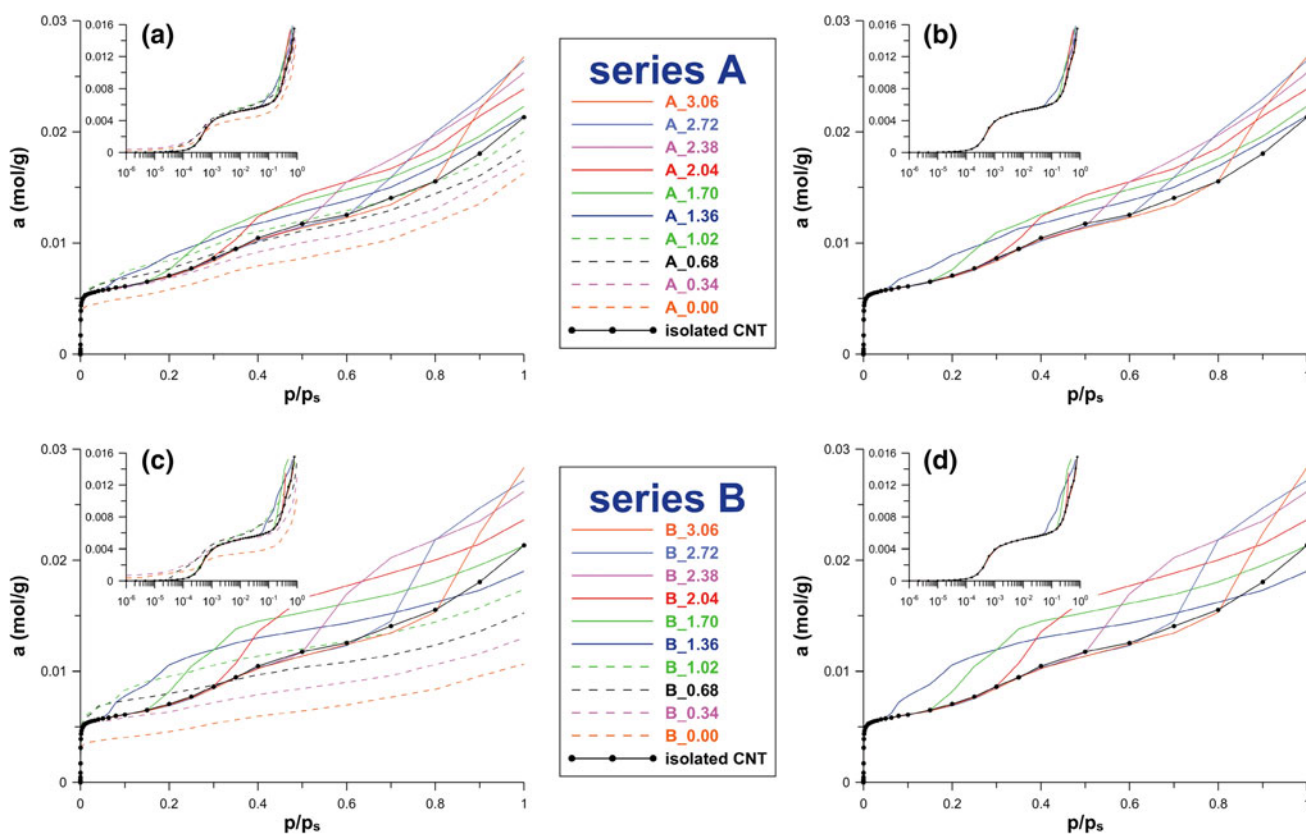 (a)
a (mol/g)
0.03
0.02
0.01
0
0.016
0.012
0.008
0.004
0
10-6 10-5 10-4 10-3 10-2 10-1 100
0 0.2 0.4 0.6 0.8 1
p/ps
series A
A_3.06
A_2.72
A_2.38
A_2.04
A_1.70
A_1.36
A_1.02
A_0.68
A_0.34
A_0.00
isolated CNT
(b)
a (mol/g)
0.03
0.02
0.01
0
0.016
0.012
0.008
0.004
0
10-6 10-5 10-4 10-3 10-2 10-1 100
0 0.2 0.4 0.6 0.8 1
p/ps
(c)
a (mol/g)
0.03
0.02
0.01
0
0.016
0.012
0.008
0.004
0
10-6 10-5 10-4 10-3 10-2 10-1 100
0 0.2 0.4 0.6 0.8 1
p/ps
series B
B_3.06
B_2.72
B_2.38
B_2.04
B_1.70
B_1.36
B_1.02
B_0.68
B_0.34
B_0.00
isolated CNT
(d)
a (mol/g)
0.03
0.02
0.01
0
0.016
0.012
0.008
0.004
0
10-6 10-5 10-4 10-3 10-2 10-1 100
0 0.2 0.4 0.6 0.8 1
p/ps